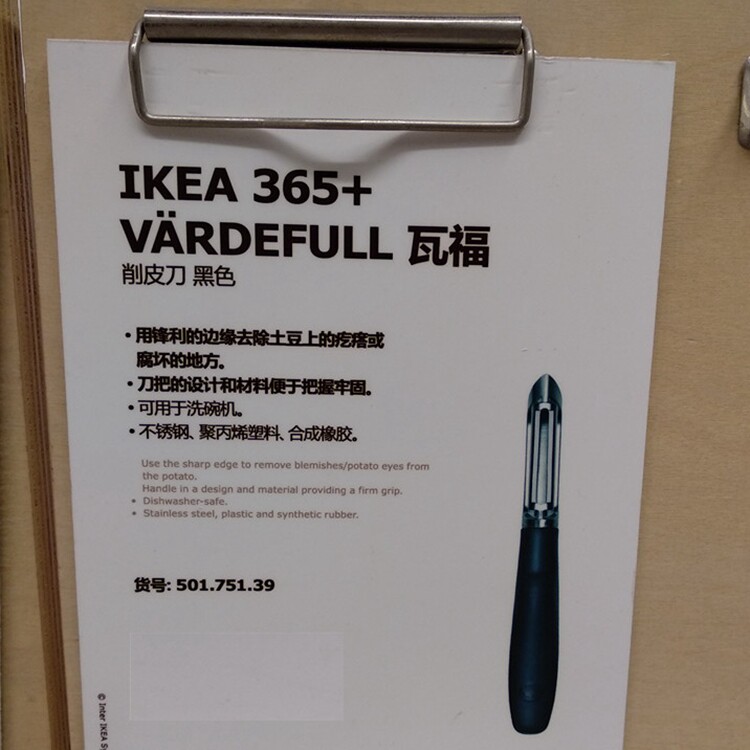 IKEA 365+
VÄRDEFULL 瓦福
削皮刀 黑色
• 用锋利的边缘去除土豆上的疙瘩或
腐坏的地方。
• 刀把的设计和材料便于把握牢固。
• 可用于洗碗机。
• 不锈钢、聚丙烯塑料、合成橡胶。
Use the sharp edge to remove blemishes/potato eyes from
the potato.
Handle in a design and material providing a firm grip.
• Dishwasher-safe.
• Stainless steel, plastic and synthetic rubber.
货号: 501.751.39
© Inter IKEA